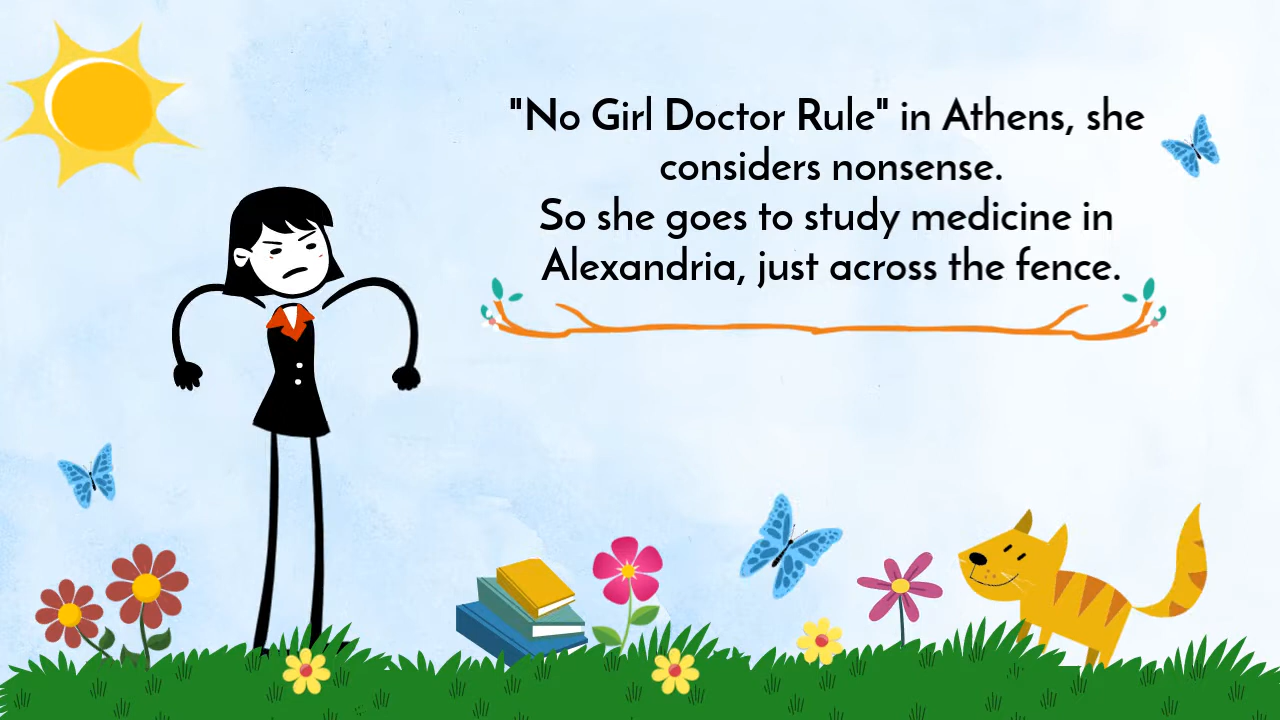 "No Girl Doctor Rule" in Athens, she
considers nonsense.
So she goes to study medicine in
Alexandria, just across the fence.